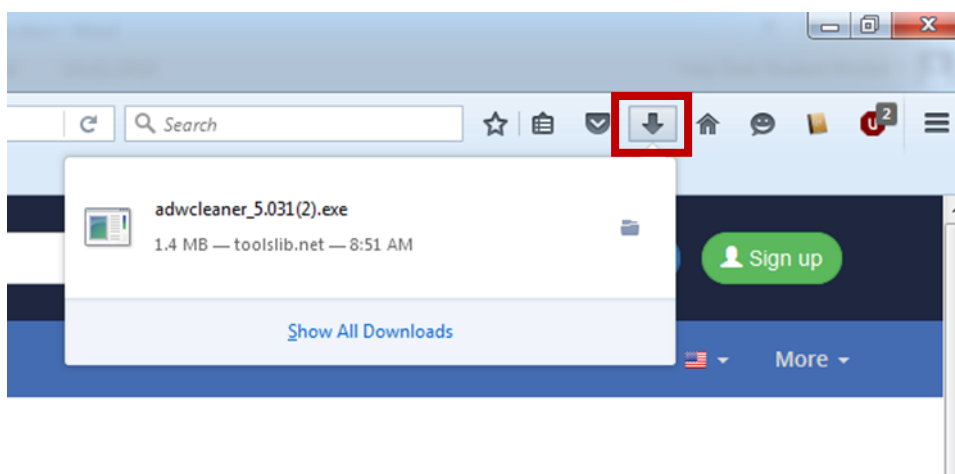 Search
2
adwcleaner_5.031(2).exe
1.4 MB — toolslib.net — 8:51 AM
Sign up
Show All Downloads
More